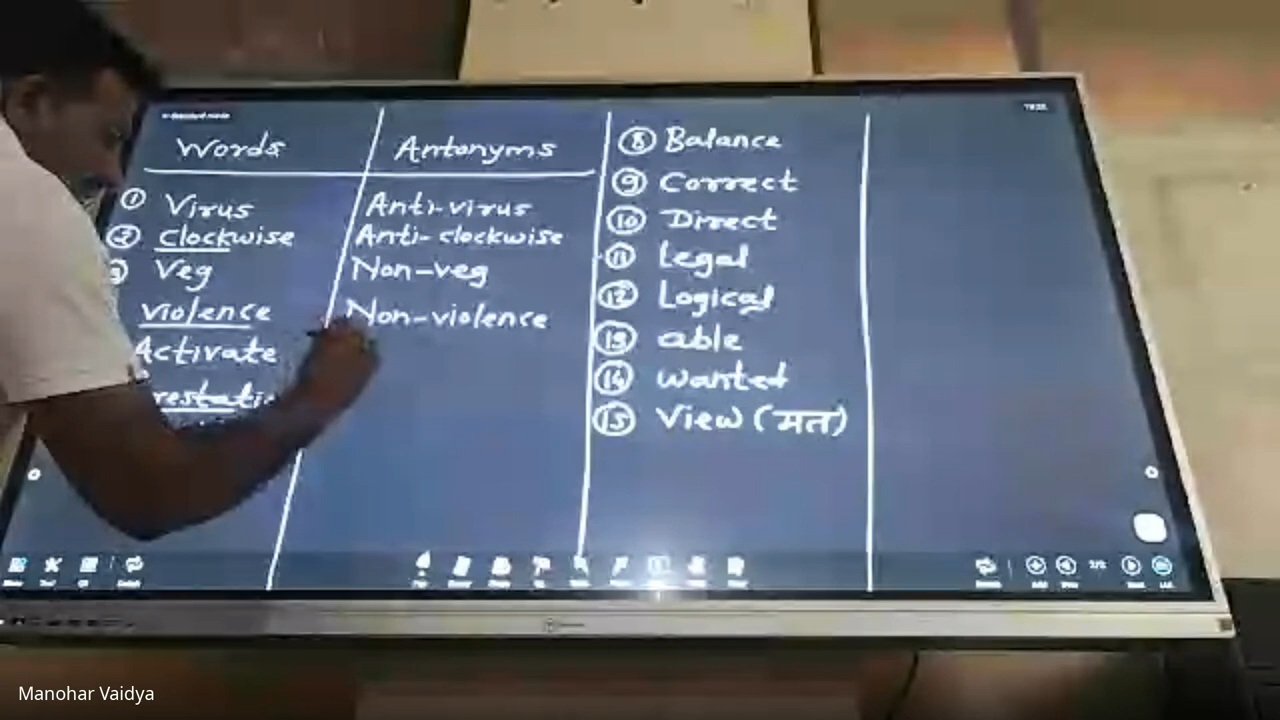 Words Antonyms
① Virus Anti-virus
② Clockwise Anti-clockwise
③ Veg Non-veg
violence Non-violence
Activate
⑧ Balance
⑨ Correct
⑩ Direct
⑪ Legal
⑫ Logical
⑬ able
⑭ wanted
⑮ View (मत)
Manohar Vaidya